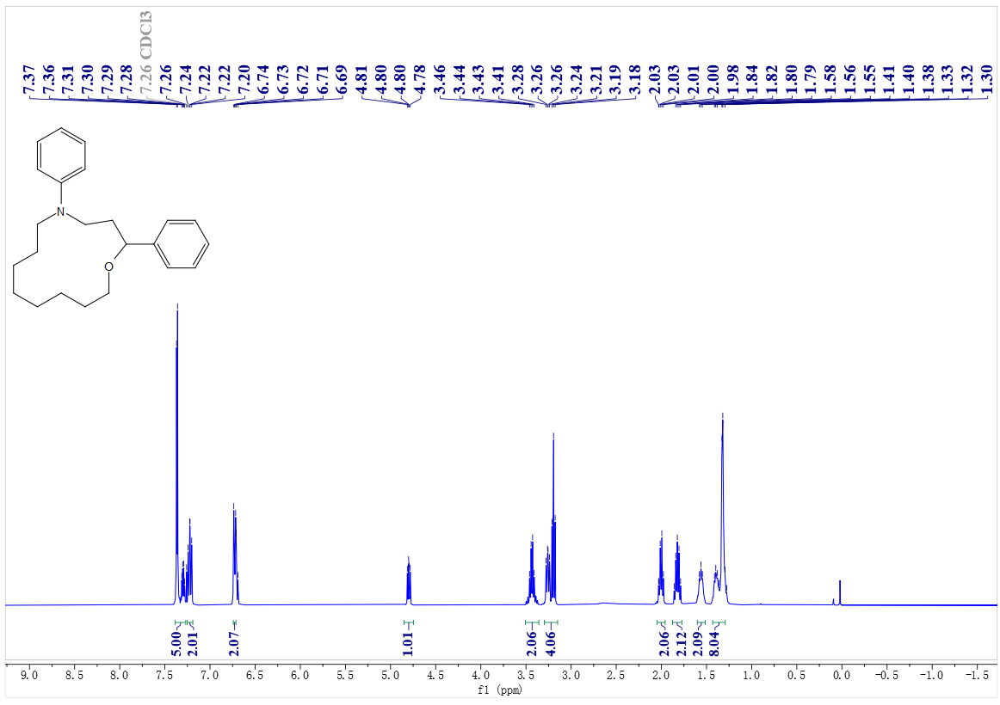 7.37 7.36 7.31 7.30 7.29 7.28 7.26 CDCl3 7.26 7.24 7.22 7.22 7.20 6.74 6.73 6.72 6.71 6.69 4.81 4.80 4.80 4.78 3.46 3.44 3.43 3.41 3.28 3.26 3.26 3.24 3.21 3.19 3.18 2.03 2.03 2.01 2.00 1.98 1.84 1.82 1.80 1.79 1.58 1.56 1.55 1.41 1.40 1.38 1.33 1.32 1.30
N
O
5.00 2.01 2.07 1.01 2.06 4.06 2.06 2.12 2.09 8.04
9.0 8.5 8.0 7.5 7.0 6.5 6.0 5.5 5.0 4.5 4.0 3.5 3.0 2.5 2.0 1.5 1.0 0.5 0.0 -0.5 -1.0 -1.5
f1 (ppm)